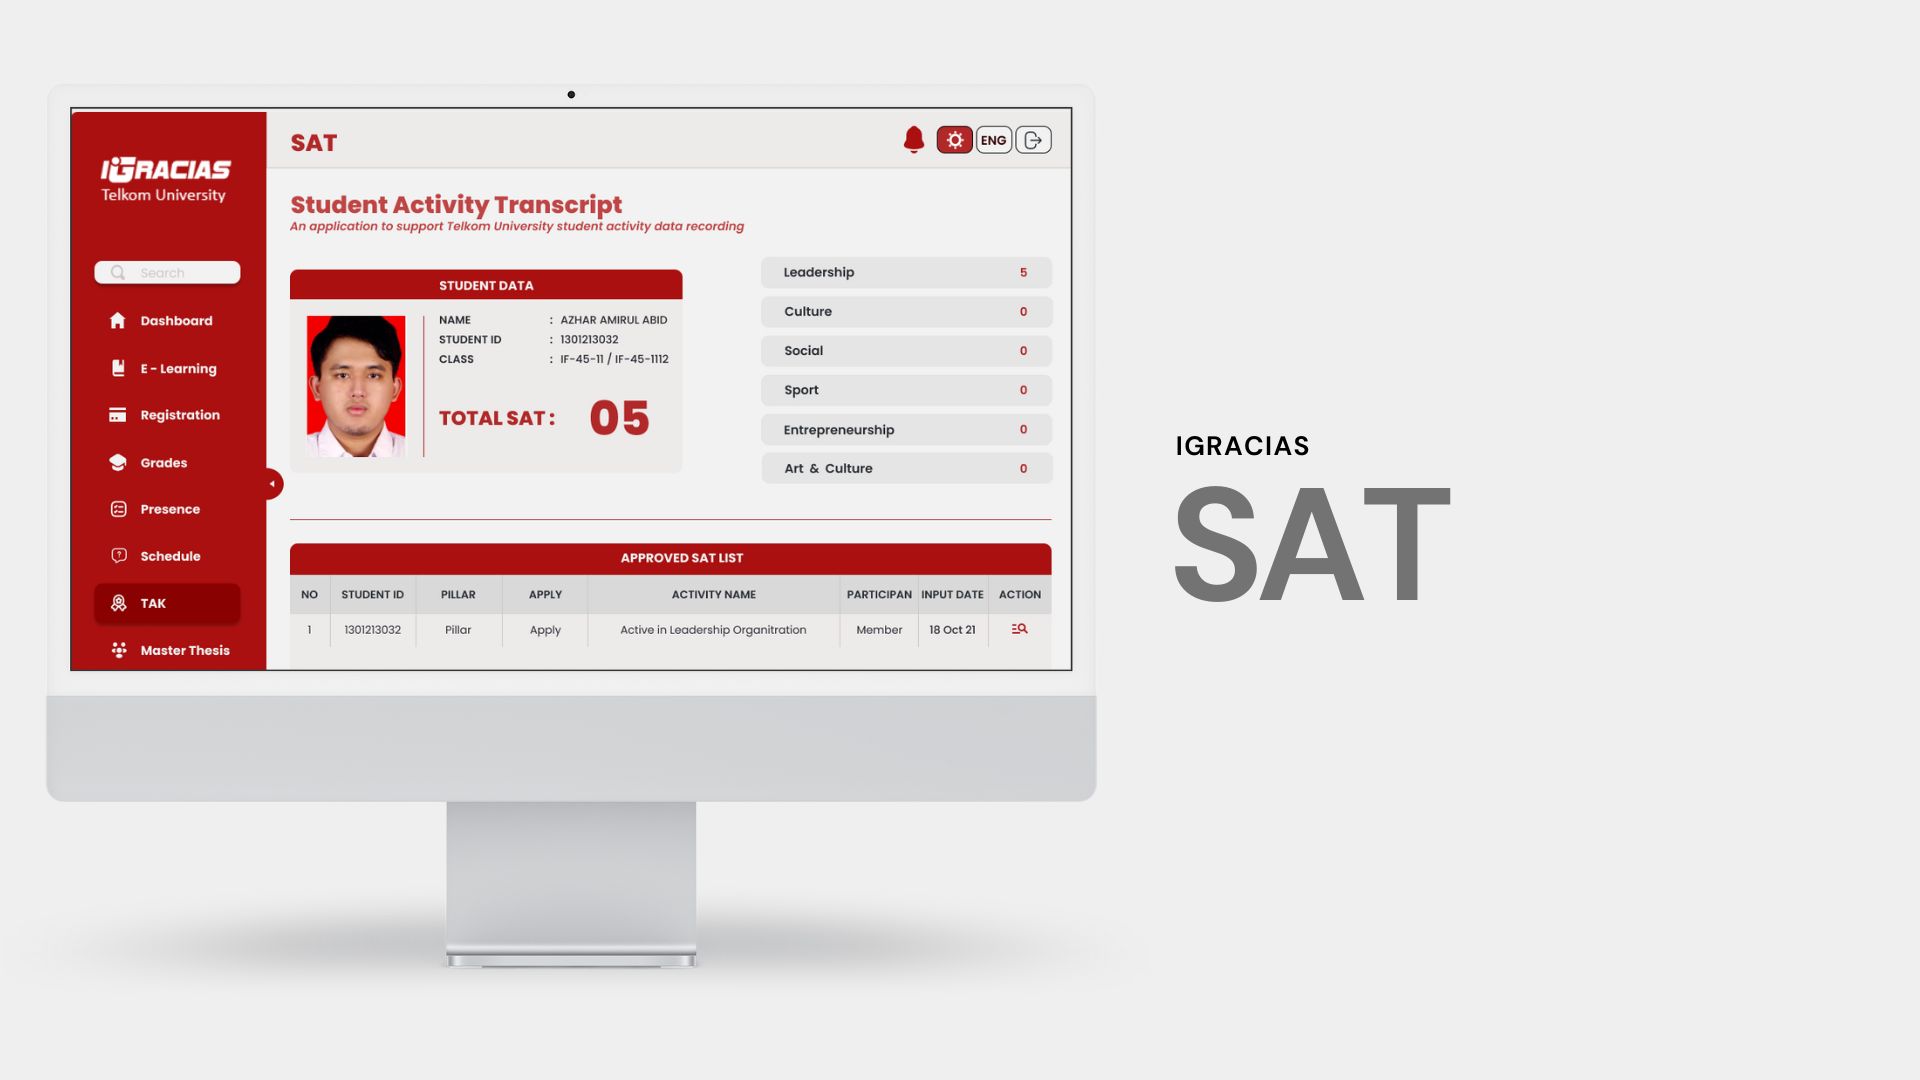 iGRACIAS
Telkom University
Search
Dashboard
E - Learning
Registration
Grades
Presence
Schedule
TAK
Master Thesis
SAT
ENG
Student Activity Transcript
An application to support Telkom University student activity data recording
STUDENT DATA
NAME : AZHAR AMIRUL ABID
STUDENT ID : 1301213032
CLASS : IF-45-11 / IF-45-1112
TOTAL SAT : 05
Leadership 5
Culture 0
Social 0
Sport 0
Entrepreneurship 0
Art & Culture 0
APPROVED SAT LIST
NO STUDENT ID PILLAR APPLY ACTIVITY NAME PARTICIPAN INPUT DATE ACTION
1 1301213032 Pillar Apply Active in Leadership Organitration Member 18 Oct 21
IGRACIAS
SAT